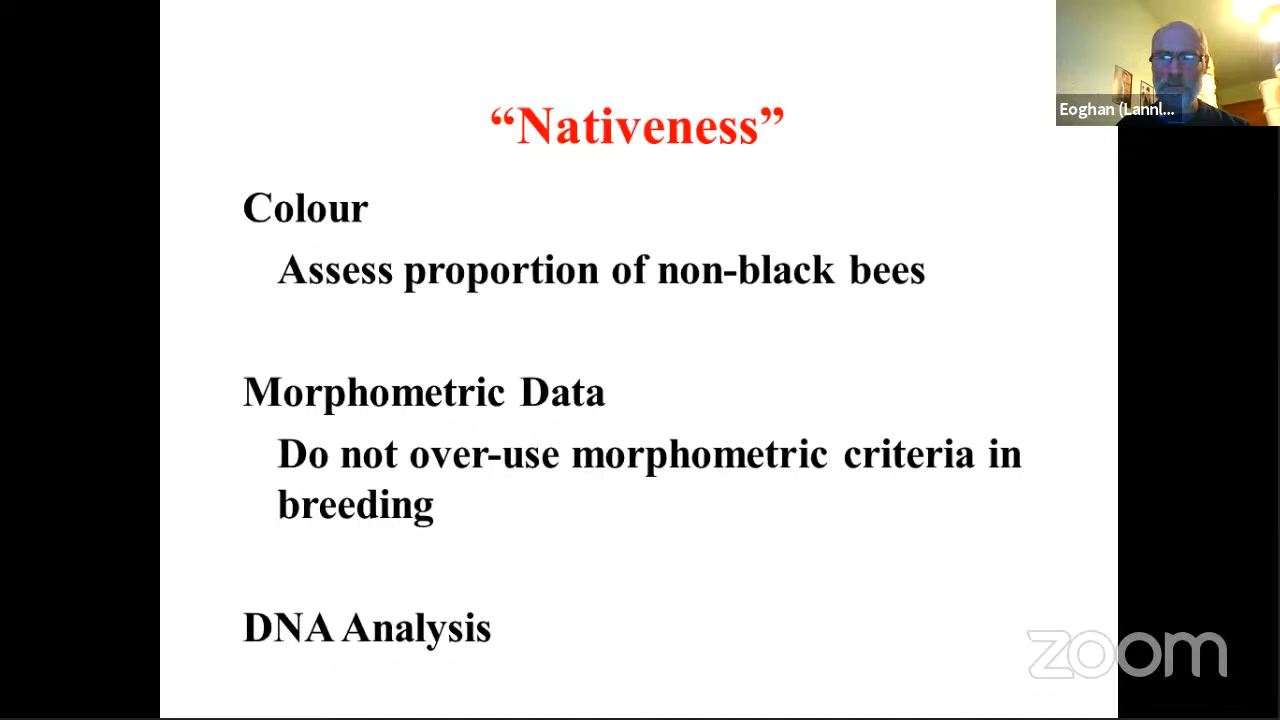 “Nativeness”
Eoghan (Lannl...
Colour
Assess proportion of non-black bees
Morphometric Data
Do not over-use morphometric criteria in
breeding
DNA Analysis
zoom